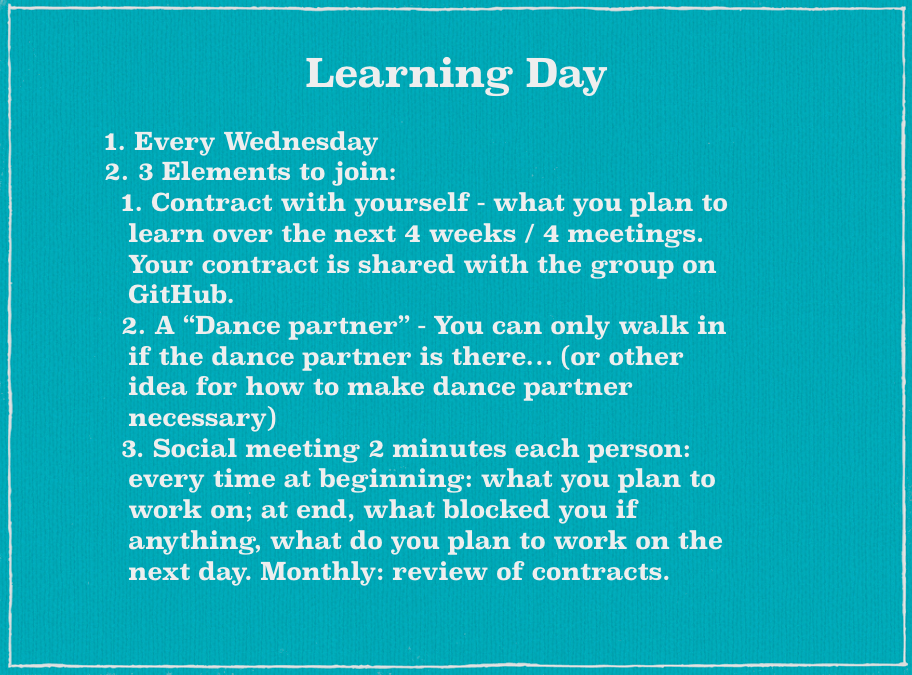 Learning Day
1. Every Wednesday
2. 3 Elements to join:
1. Contract with yourself - what you plan to
learn over the next 4 weeks / 4 meetings.
Your contract is shared with the group on
GitHub.
2. A “Dance partner” - You can only walk in
if the dance partner is there… (or other
idea for how to make dance partner
necessary)
3. Social meeting 2 minutes each person:
every time at beginning: what you plan to
work on; at end, what blocked you if
anything, what do you plan to work on the
next day. Monthly: review of contracts.